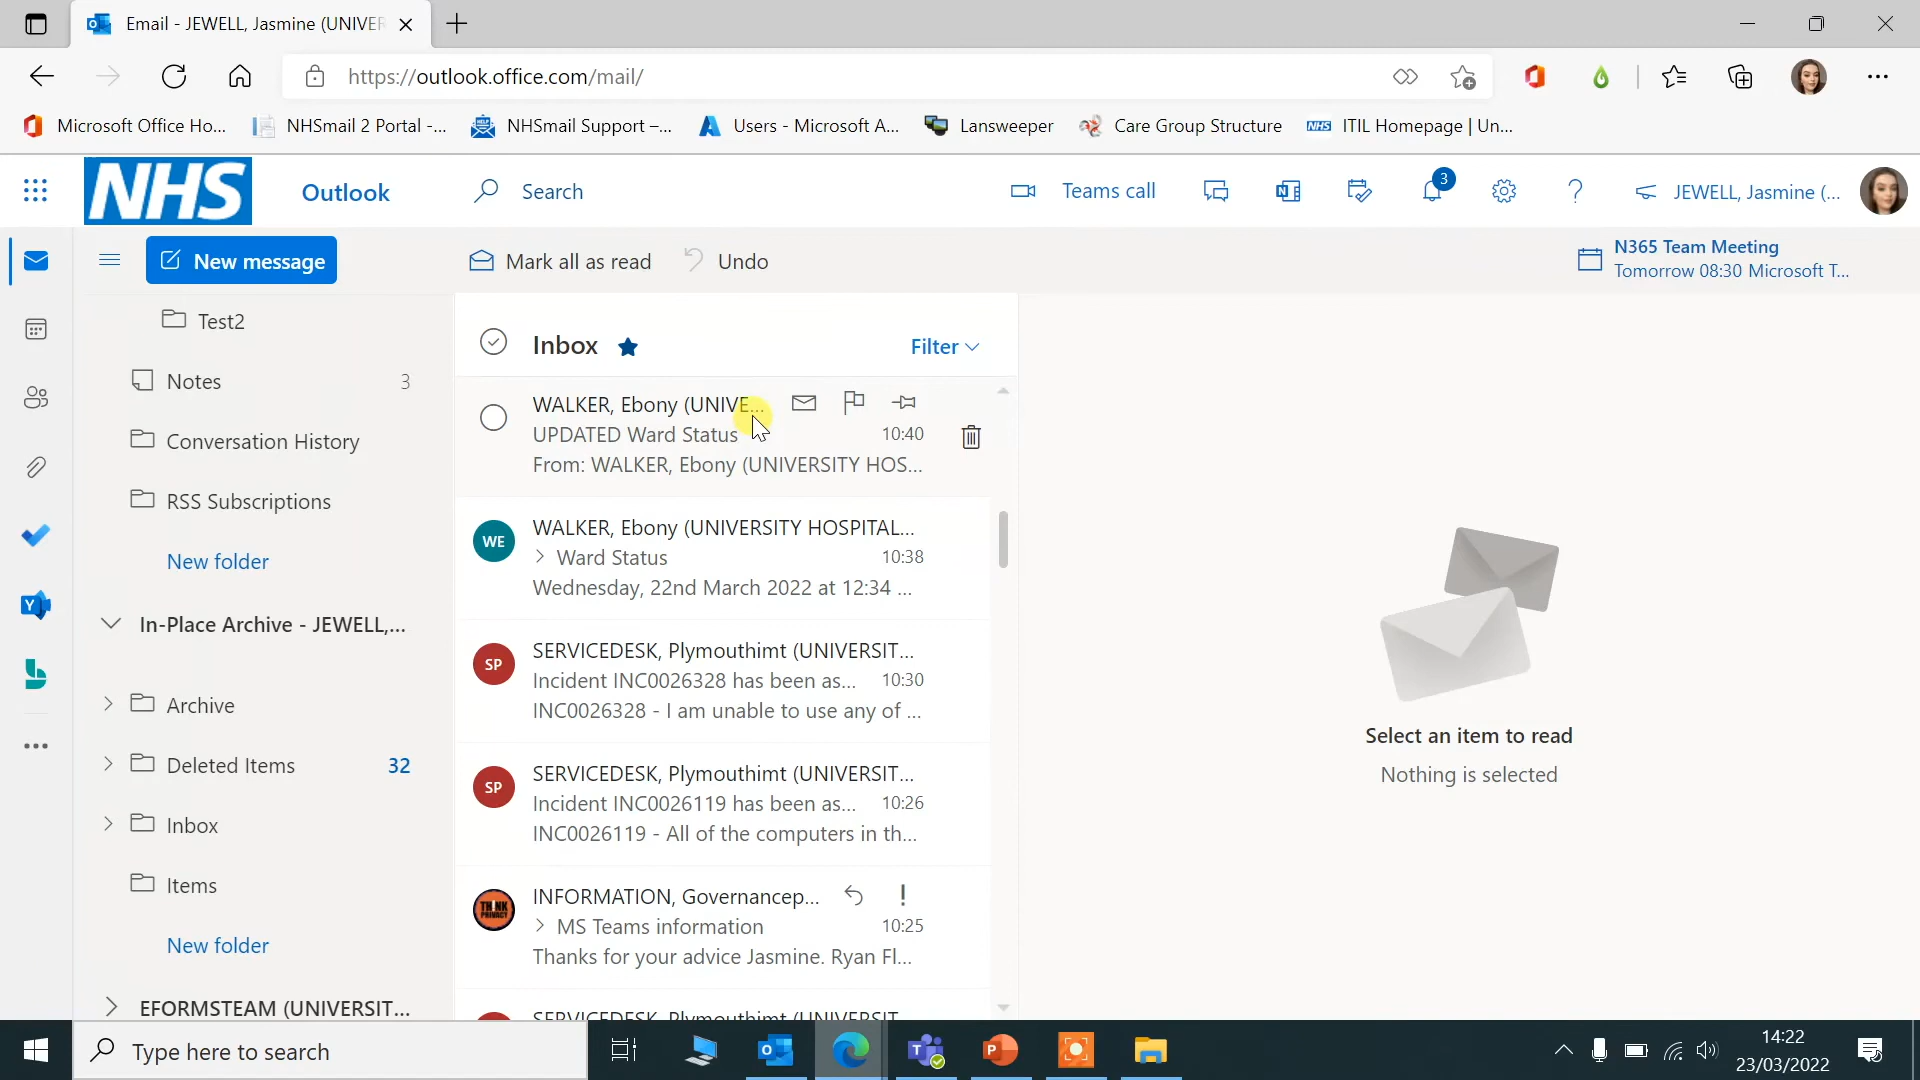 Email - JEWELL, Jasmine (UNIVER
https://outlook.office.com/mail/
Microsoft Office Ho... NHSmail 2 Portal -... NHSmail Support –... Users - Microsoft A... Lansweeper Care Group Structure NHS ITIL Homepage | Un...
NHS Outlook Search Teams call 3 JEWELL, Jasmine (...
New message Mark all as read Undo
N365 Team Meeting
Tomorrow 08:30 Microsoft T...
Test2
Notes 3
Conversation History
RSS Subscriptions
New folder
In-Place Archive - JEWELL,...
Archive
Deleted Items 32
Inbox
Items
New folder
EFORMSTEAM (UNIVERSIT...
Inbox Filter
WALKER, Ebony (UNIVE...
UPDATED Ward Status 10:40
From: WALKER, Ebony (UNIVERSITY HOS...
WE
WALKER, Ebony (UNIVERSITY HOSPITAL...
> Ward Status 10:38
Wednesday, 22nd March 2022 at 12:34 ...
SP
SERVICEDESK, Plymouthimt (UNIVERSIT...
Incident INC0026328 has been as... 10:30
INC0026328 - I am unable to use any of ...
SP
SERVICEDESK, Plymouthimt (UNIVERSIT...
Incident INC0026119 has been as... 10:26
INC0026119 - All of the computers in th...
THINK
PRIVACY
INFORMATION, Governancep... !
> MS Teams information 10:25
Thanks for your advice Jasmine. Ryan Fl...
SERVICEDESK, Plymouthimt (UNIVERSIT
Select an item to read
Nothing is selected
Type here to search
14:22
23/03/2022